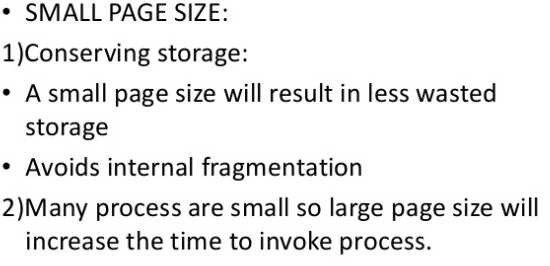 • SMALL PAGE SIZE:
1)Conserving storage:
• A small page size will result in less wasted
storage
• Avoids internal fragmentation
2)Many process are small so large page size will
increase the time to invoke process.